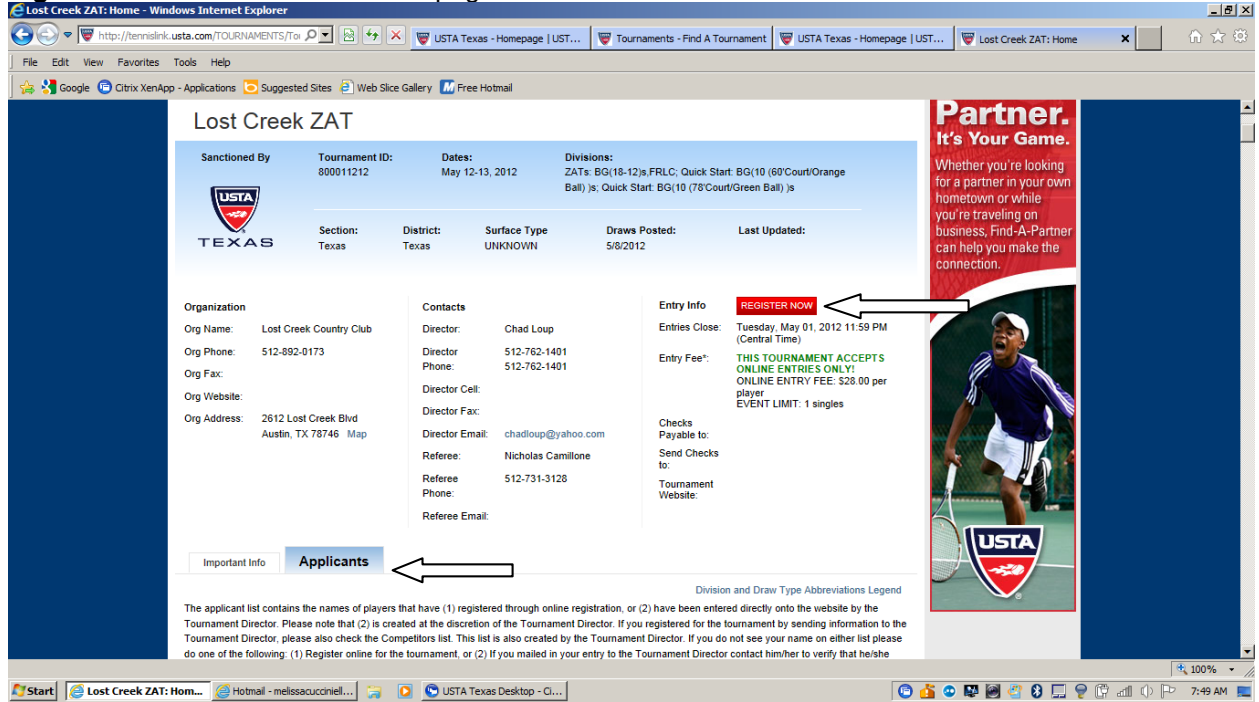 Lost Creek ZAT: Home - Windows Internet Explorer
http://tennislink.usta.com/TOURNAMENTS/To
USTA Texas - Homepage | UST...
Tournaments - Find A Tournament
USTA Texas - Homepage | UST...
Lost Creek ZAT: Home
File Edit View Favorites Tools Help
Google Citrix XenApp - Applications Suggested Sites Web Slice Gallery Free Hotmail
Lost Creek ZAT
Sanctioned By
USTA
TEXAS
Tournament ID:
800011212
Dates:
May 12-13, 2012
Divisions:
ZATs: BG(18-12)s,FRLC; Quick Start: BG(10 (60'Court/Orange
Ball) )s; Quick Start: BG(10 (78'Court/Green Ball) )s
Section:
Texas
District:
Texas
Surface Type
UNKNOWN
Draws Posted:
5/8/2012
Last Updated:
Organization
Org Name: Lost Creek Country Club
Org Phone: 512-892-0173
Org Fax:
Org Website:
Org Address: 2612 Lost Creek Blvd
Austin, TX 78746 Map
Contacts
Director: Chad Loup
Director 512-762-1401
Phone: 512-762-1401
Director Cell:
Director Fax:
Director Email: chadloup@yahoo.com
Referee: Nicholas Camillone
Referee 512-731-3128
Phone:
Referee Email:
Entry Info REGISTER NOW
Entries Close: Tuesday, May 01, 2012 11:59 PM
(Central Time)
Entry Fee*: THIS TOURNAMENT ACCEPTS
ONLINE ENTRIES ONLY!
ONLINE ENTRY FEE: $28.00 per
player
EVENT LIMIT: 1 singles
Checks
Payable to:
Send Checks
to:
Tournament
Website:
Partner.
It's Your Game.
Whether you're looking
for a partner in your own
hometown or while
you're traveling on
business, Find-A-Partner
can help you make the
connection.
USTA
Important Info Applicants
Division and Draw Type Abbreviations Legend
The applicant list contains the names of players that have (1) registered through online registration, or (2) have been entered directly onto the website by the
Tournament Director. Please note that (2) is created at the discretion of the Tournament Director. If you registered for the tournament by sending information to the
Tournament Director, please also check the Competitors list. This list is also created by the Tournament Director. If you do not see your name on either list please
do one of the following: (1) Register online for the tournament, or (2) If you mailed in your entry to the Tournament Director contact him/her to verify that he/she
100%
Start Lost Creek ZAT: Hom... Hotmail - melissacucciniell... USTA Texas Desktop - Ci... 7:49 AM